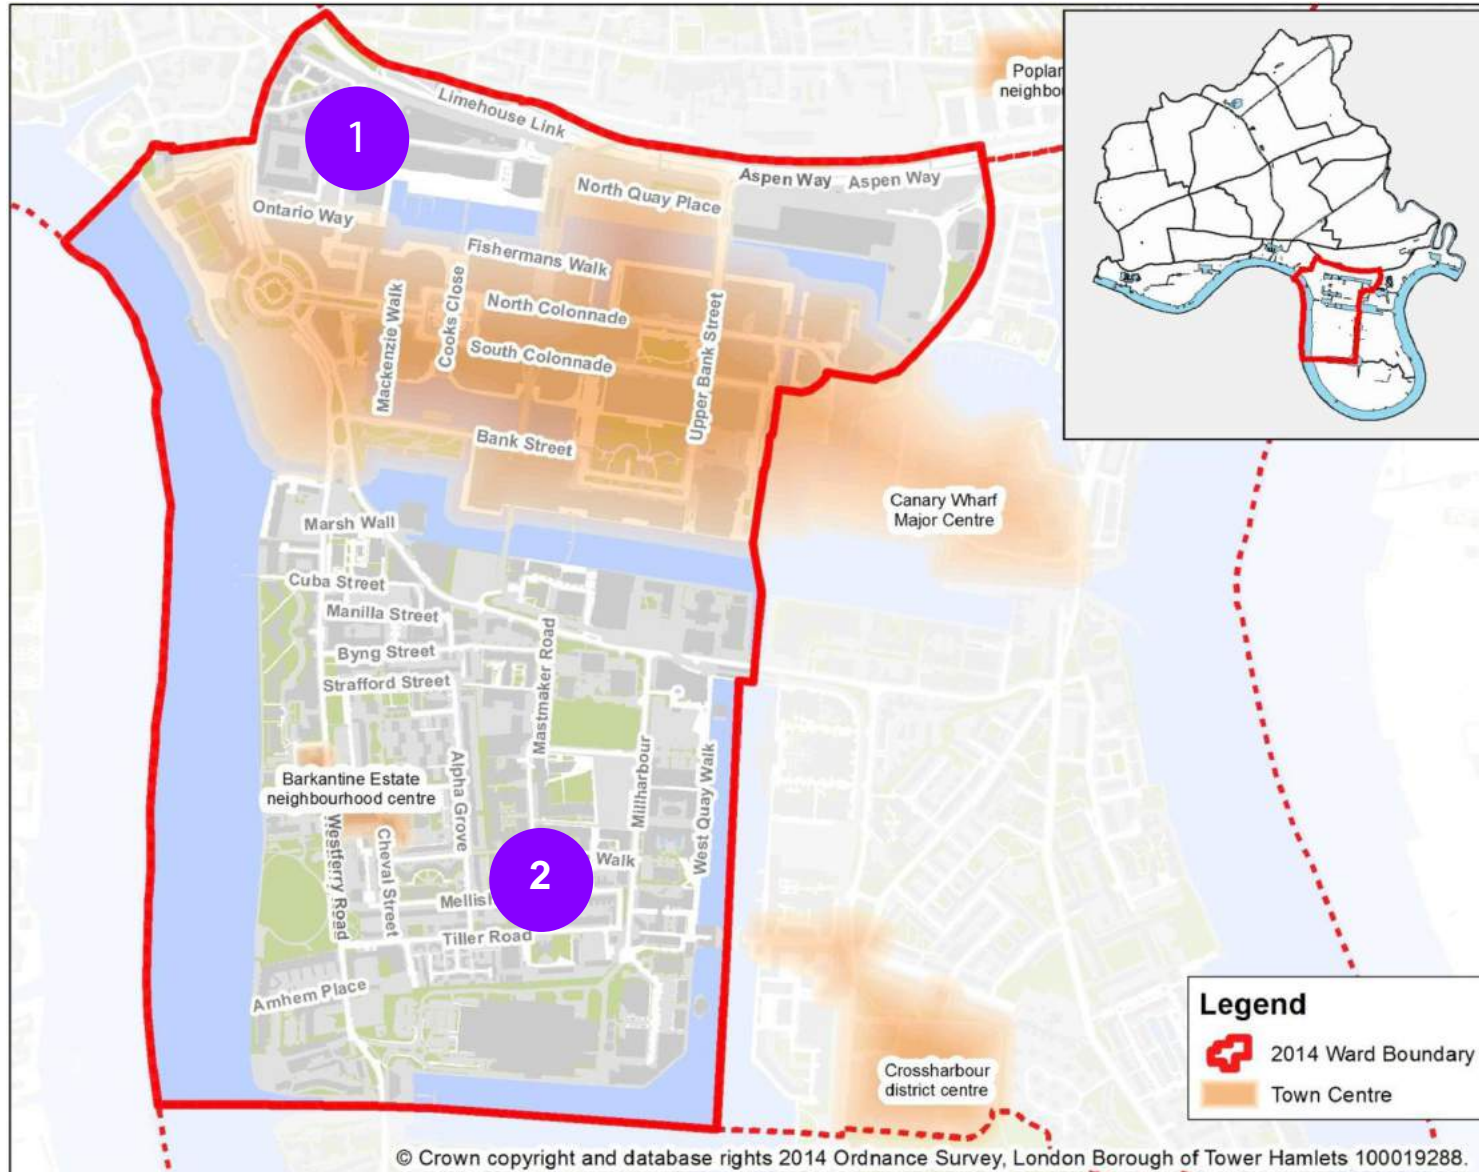 Poplar
neighbou
1
Limehouse Link
Aspen Way
Aspen Way
North Quay Place
Ontario Way
Fishermans Walk
North Colonnade
Mackenzie Walk
Cooks Close
South Colonnade
Upper Bank Street
Bank Street
Canary Wharf
Major Centre
Marsh Wall
Cuba Street
Manilla Street
Byng Street
Strafford Street
Mastmaker Road
Alpha Grove
Millharbour
West Quay Walk
Barkantine Estate
neighbourhood centre
Westferry Road
Cheval Street
2
Walk
Mellis
Tiller Road
Arnhem Place
Crossharbour
district centre
Legend
2014 Ward Boundary
Town Centre
© Crown copyright and database rights 2014 Ordnance Survey, London Borough of Tower Hamlets 100019288.